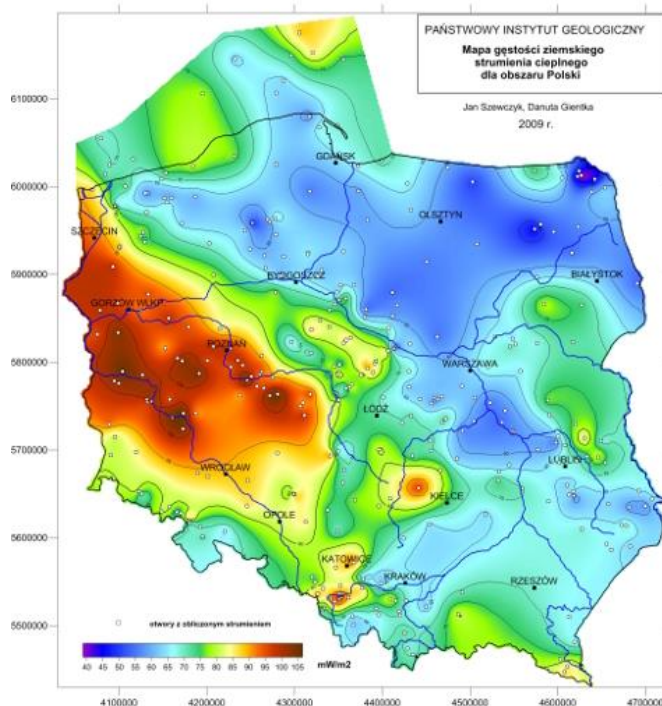 PAŃSTWOWY INSTYTUT GEOLOGICZNY
Mapa gęstości ziemskiego
strumienia cieplnego
dla obszaru Polski
Jan Szewczyk, Danuta Gientka
2009 r.
6100000
GDAŃSK
6000000
OLSZTYN
SZCZECIN
5900000
BYDGOSZCZ
BIAŁYSTOK
GORZÓW WLKP.
POZNAŃ
5800000
WARSZAWA
ŁÓDŹ
5700000
WROCŁAW
LUBLIN
KIELCE
5600000
OPOLE
KATOWICE
KRAKÓW
RZESZÓW
5500000
otwory z obliczonym strumieniem
40 45 50 55 60 65 70 75 80 85 90 95 100 105
mW/m2
4100000 4200000 4300000 4400000 4500000 4600000 4700000